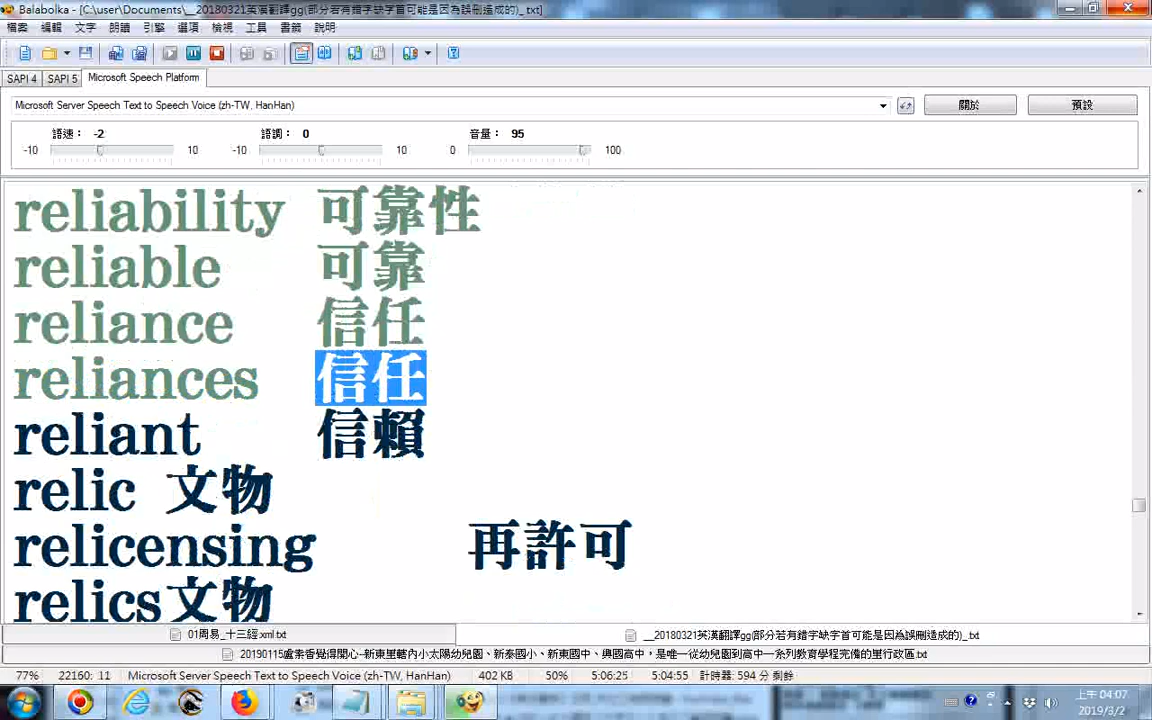 Balabolka - [C:\user\Documents\__20180321英漢翻譯gg(部分若有錯字缺字首可能是因為誤刪造成的)_.txt]
檔案 編輯 文字 朗讀 引擎 選項 檢視 工具 書籤 說明
SAPI 4 SAPI 5 Microsoft Speech Platform
Microsoft Server Speech Text to Speech Voice (zh-TW, HanHan) 關於 預設
語速： -2 語調： 0 音量： 95
-10 10 -10 10 0 100
reliability 可靠性
reliable 可靠
reliance 信任
reliances 信任
reliant 信賴
relic 文物
relicensing 再許可
relics 文物
01周易_十三經.xml.txt __20180321英漢翻譯gg(部分若有錯字缺字首可能是因為誤刪造成的)_.txt
20190115盧素香覺得開心-新東里轄內小太陽幼兒園、新泰國小、新東國中、興國高中，是唯一從幼兒園到高中一系列教育學程完備的里行政區.txt
77% 22160: 11 Microsoft Server Speech Text to Speech Voice (zh-TW, HanHan) 402 KB 50% 5:06:25 5:04:55 計時器: 594 分 剩餘
上午 04:07
2019/3/2